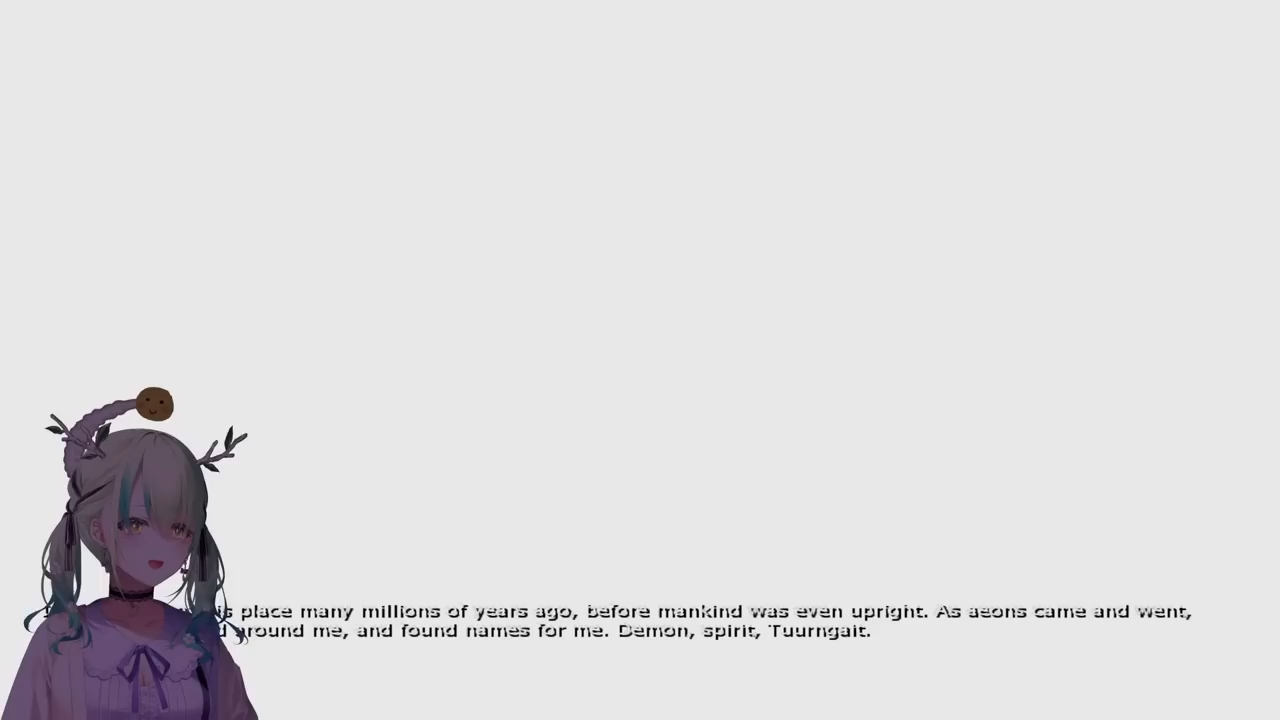 is place many millions of years ago, before mankind was even upright. As aeons came and went,
around me, and found names for me. Demon, spirit, Tuurngait.